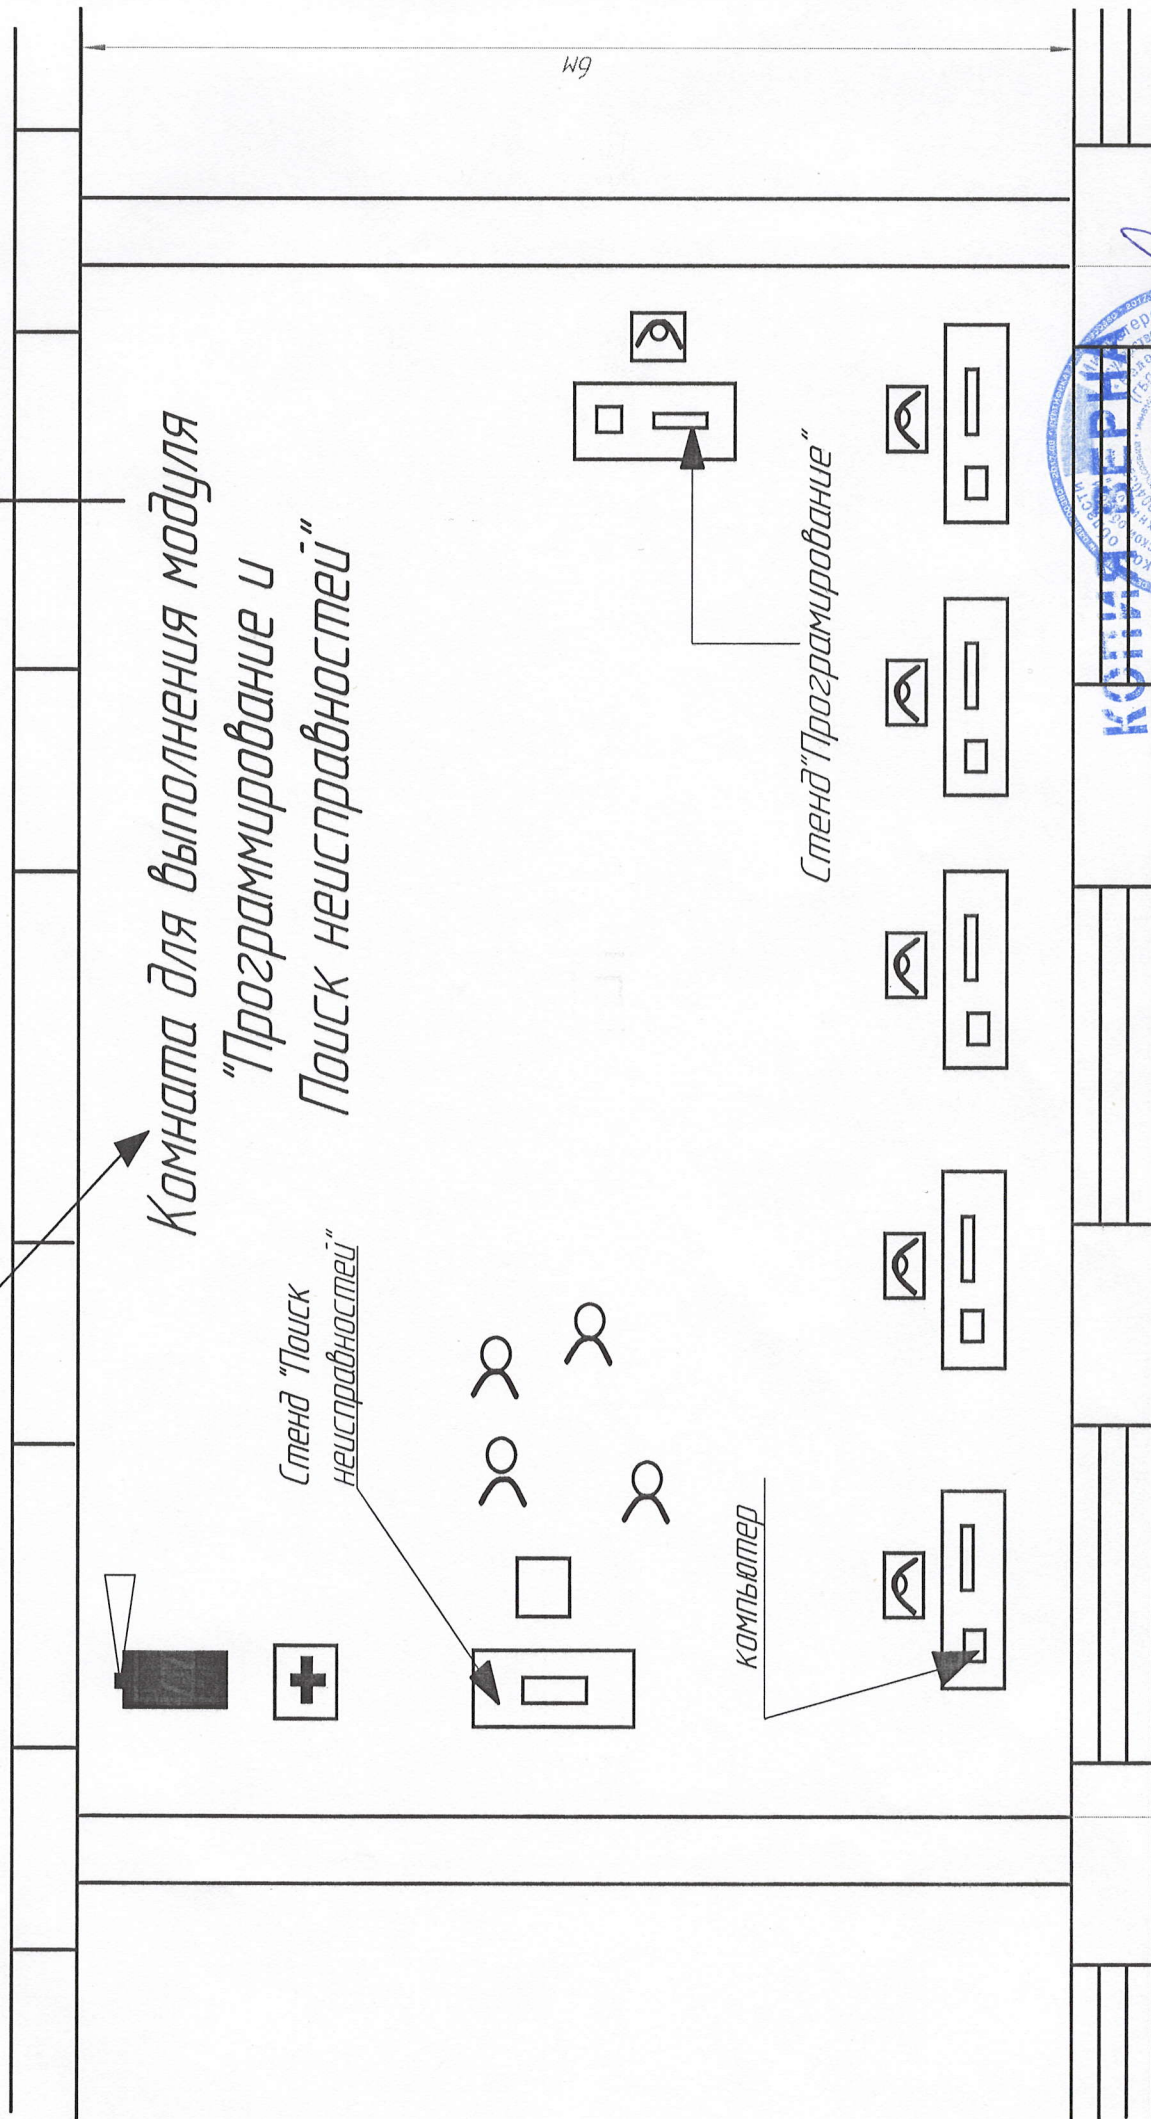 6м
Комната для выполнения модуля
"Программирование и
Поиск неисправностей"
Стенд "Поиск
неисправностей"
Стенд"Програмирование"
компьютер
КОПИЯ ВЕРНА